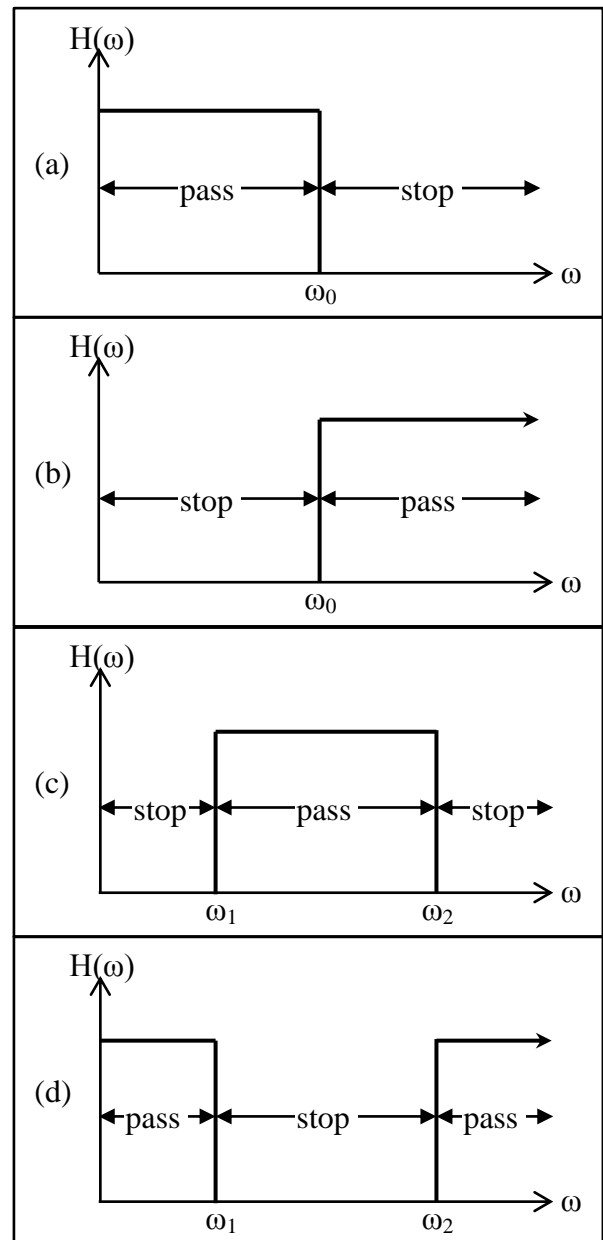 H(ω)
(a)
pass stop
ω₀ ω
H(ω)
(b)
stop pass
ω₀ ω
H(ω)
(c)
stop pass stop
ω₁ ω₂ ω
H(ω)
(d)
pass stop pass
ω₁ ω₂ ω